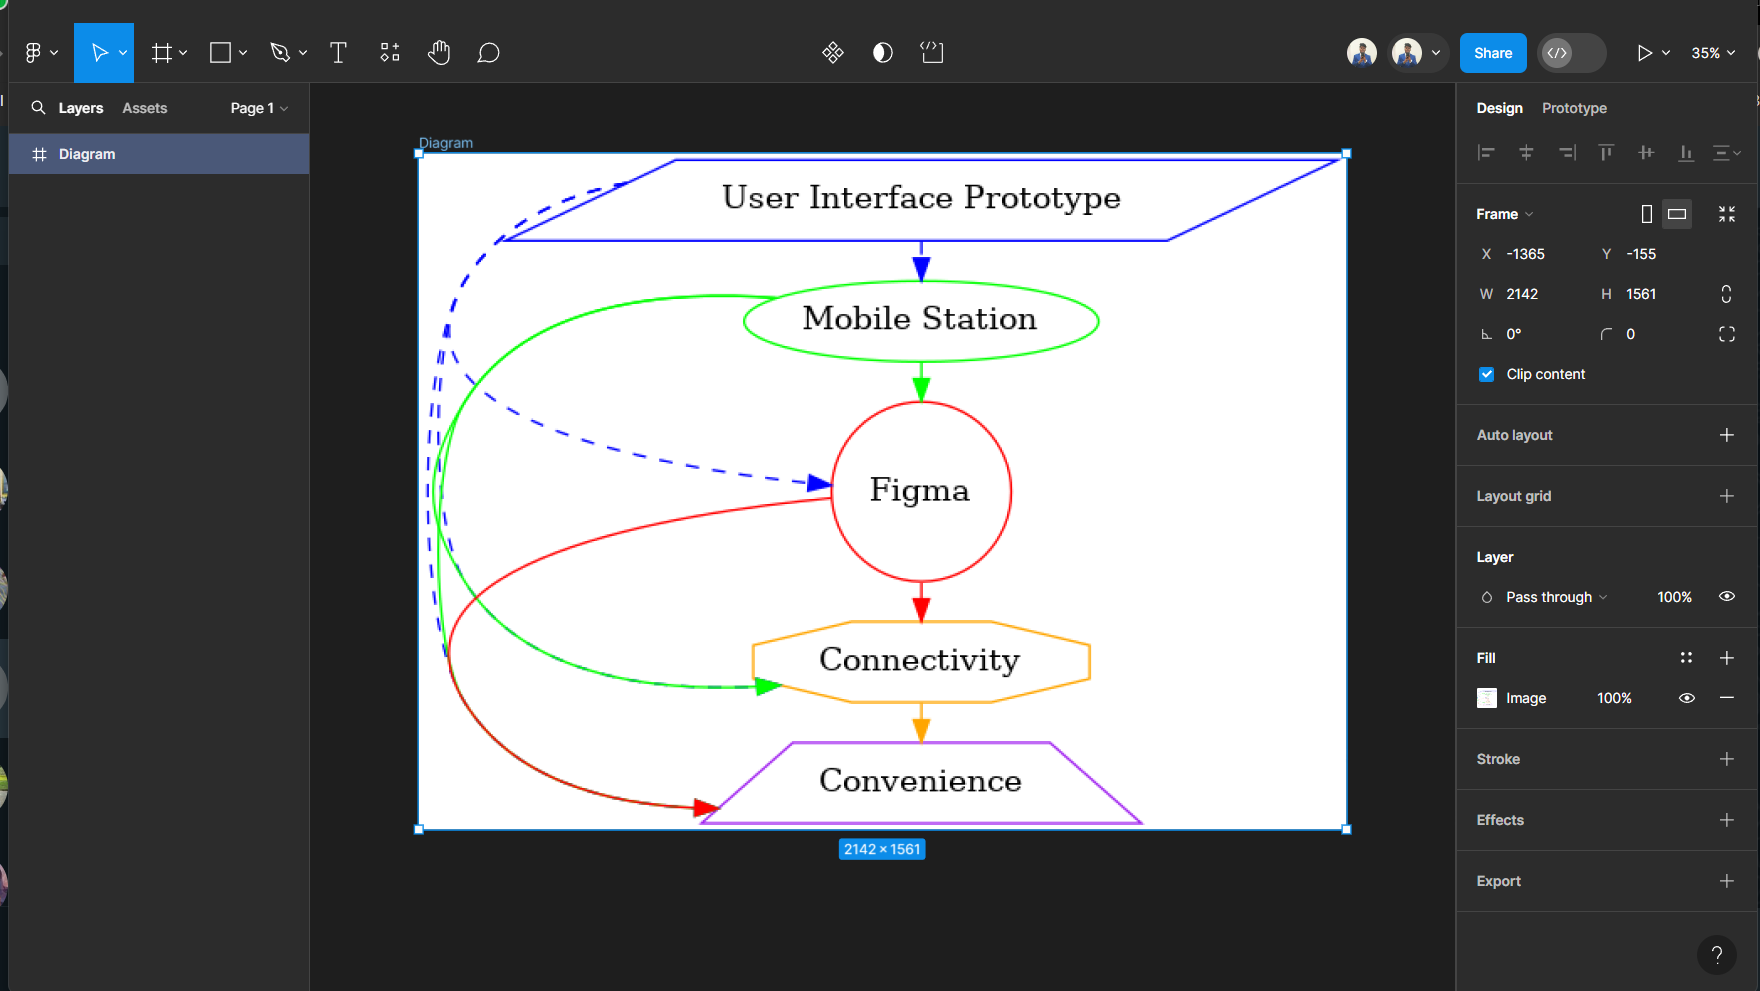 Share
35%
Layers
Assets
Page 1
Diagram
Diagram
User Interface Prototype
Mobile Station
Figma
Connectivity
Convenience
2142 × 1561
Design
Prototype
Frame
X -1365
Y -155
W 2142
H 1561
0°
0
Clip content
Auto layout
Layout grid
Layer
Pass through
100%
Fill
Image
100%
Stroke
Effects
Export
?